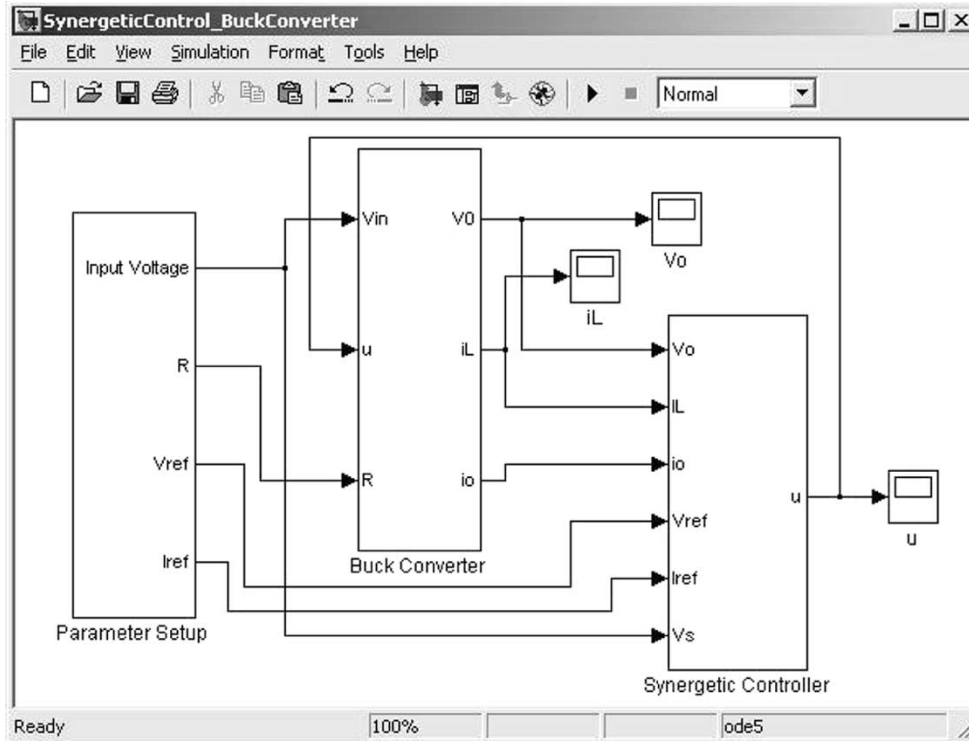 SynergeticControl_BuckConverter
File Edit View Simulation Format Tools Help
Normal
Input Voltage
R
Vref
Iref
Parameter Setup
Vin
u
R
V0
iL
io
Buck Converter
Vo
iL
Vo
IL
io
Vref
Iref
Vs
u
Synergetic Controller
u
Ready 100% ode5